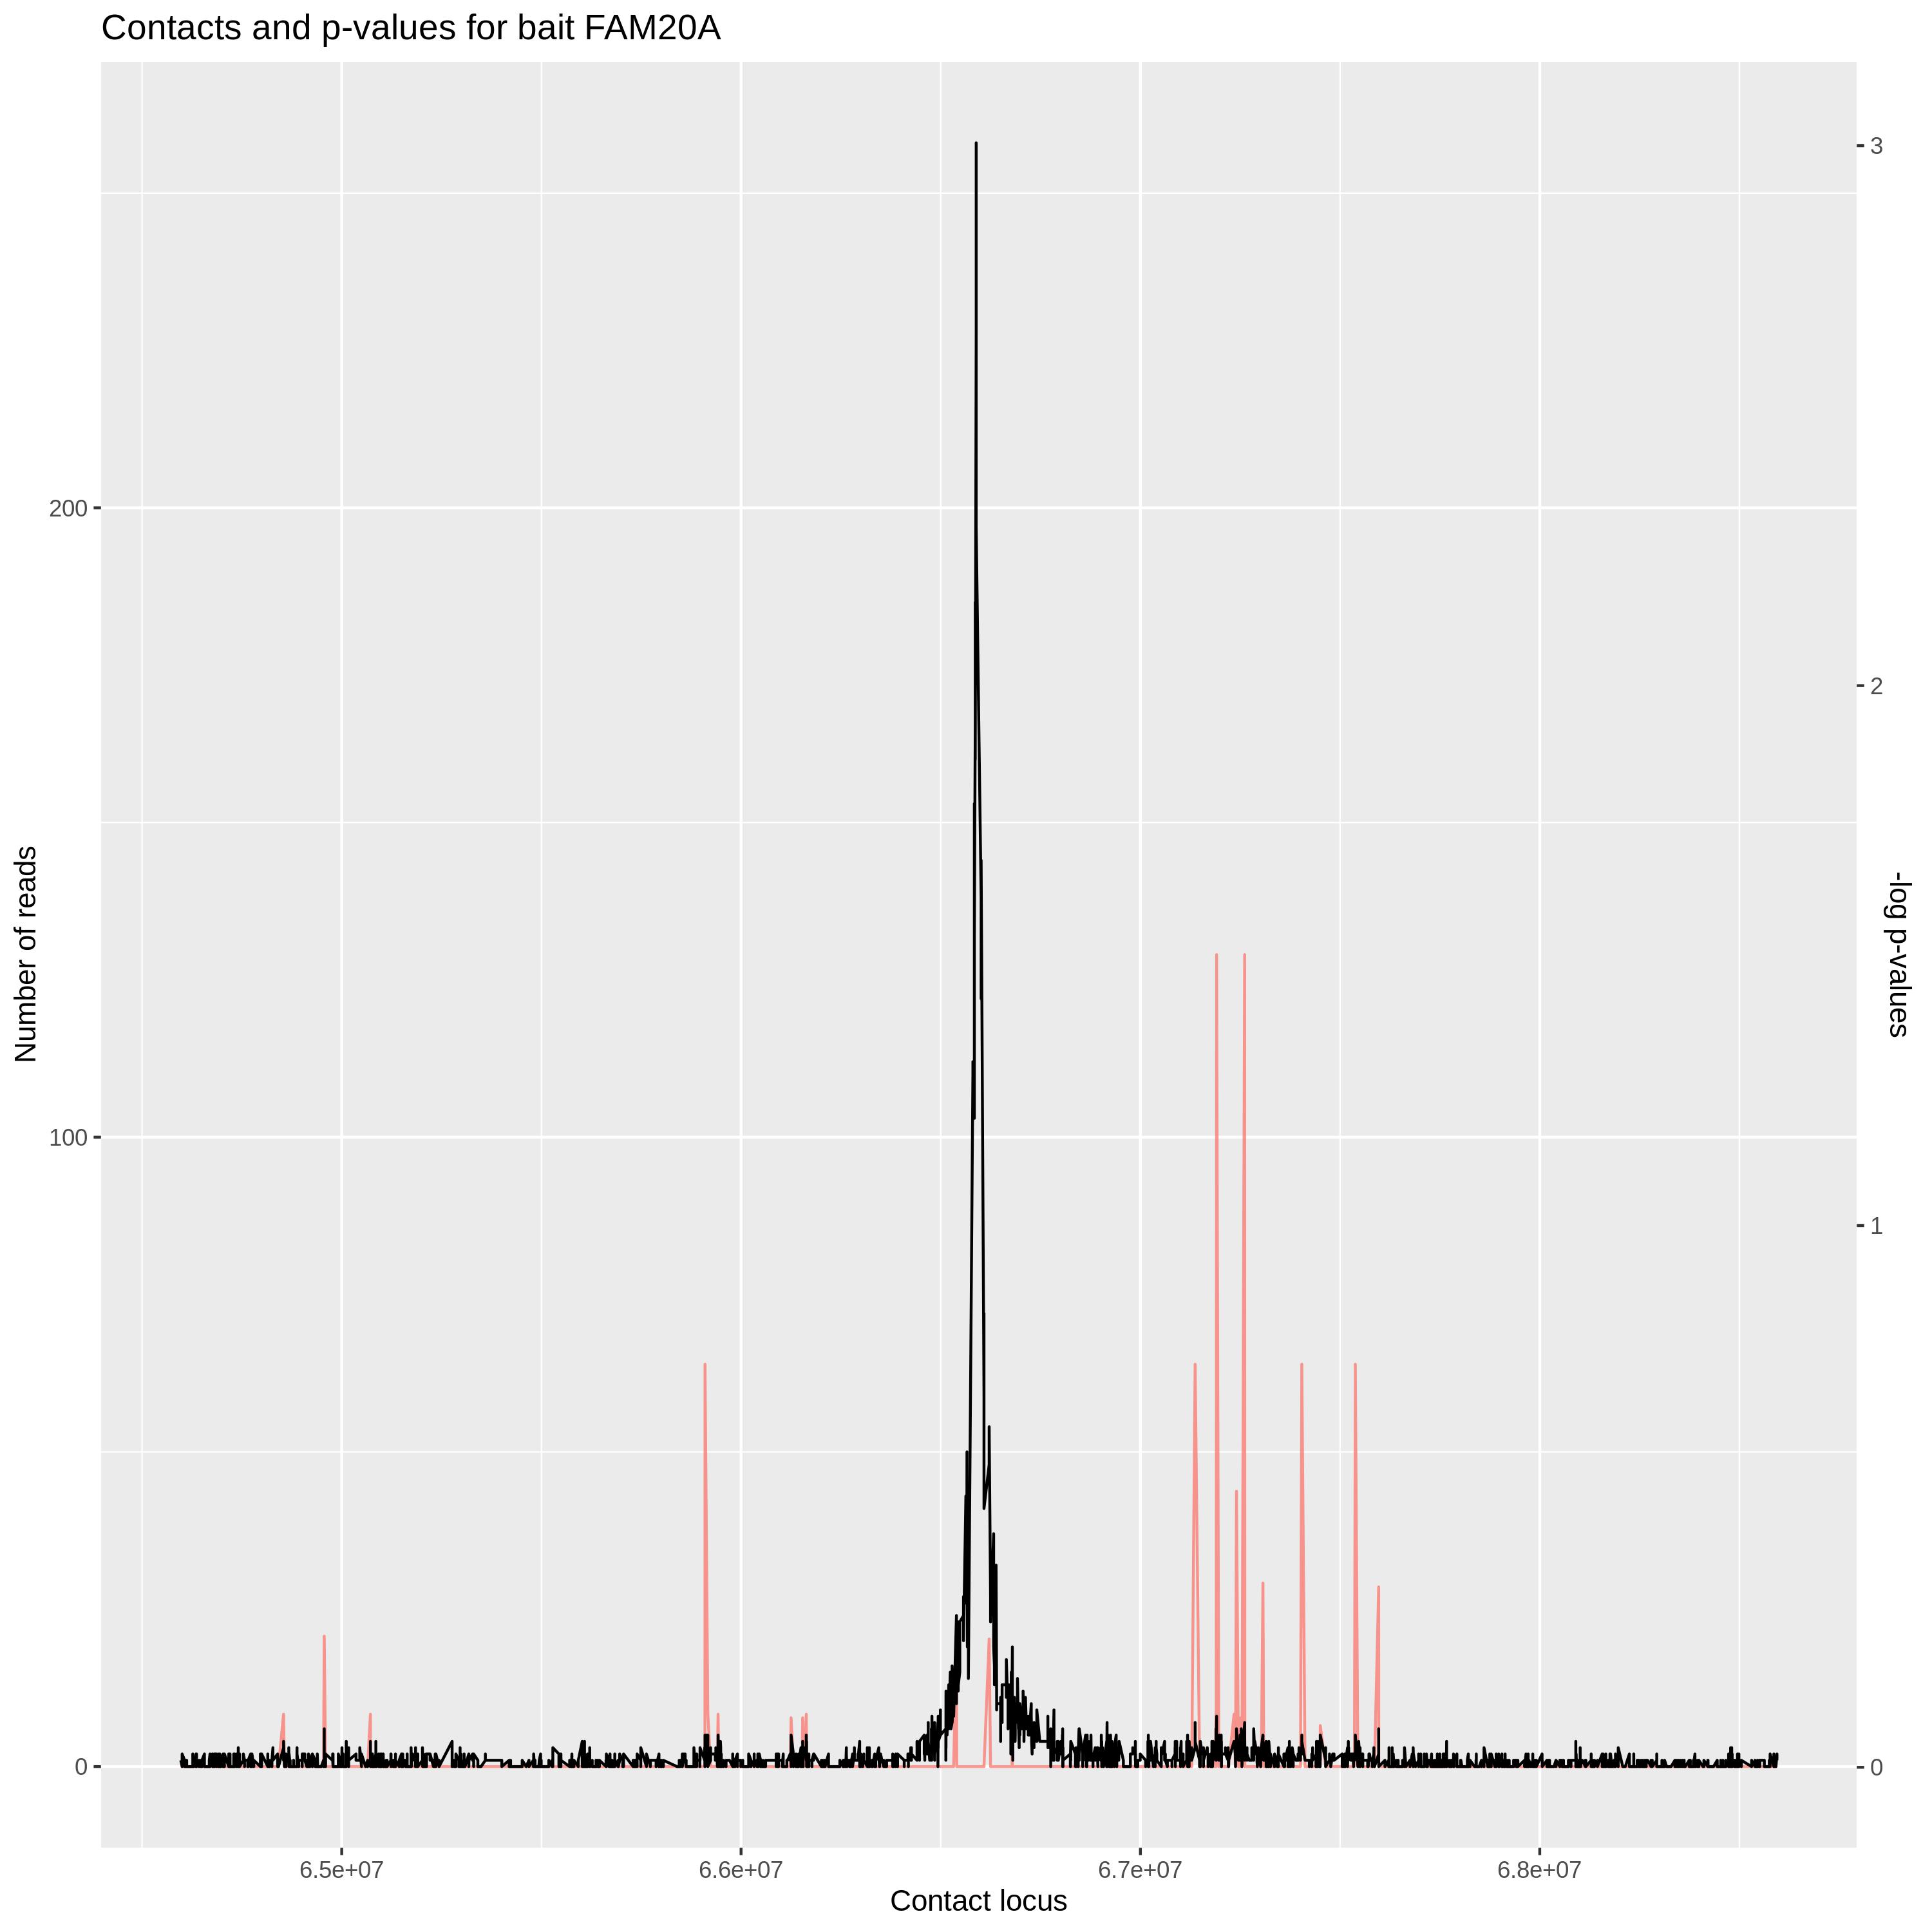 Contacts and p-values for bait FAM20A
Number of reads
200
100
0
3
2
1
0
-log p-values
6.5e+07
6.6e+07
6.7e+07
6.8e+07
Contact locus